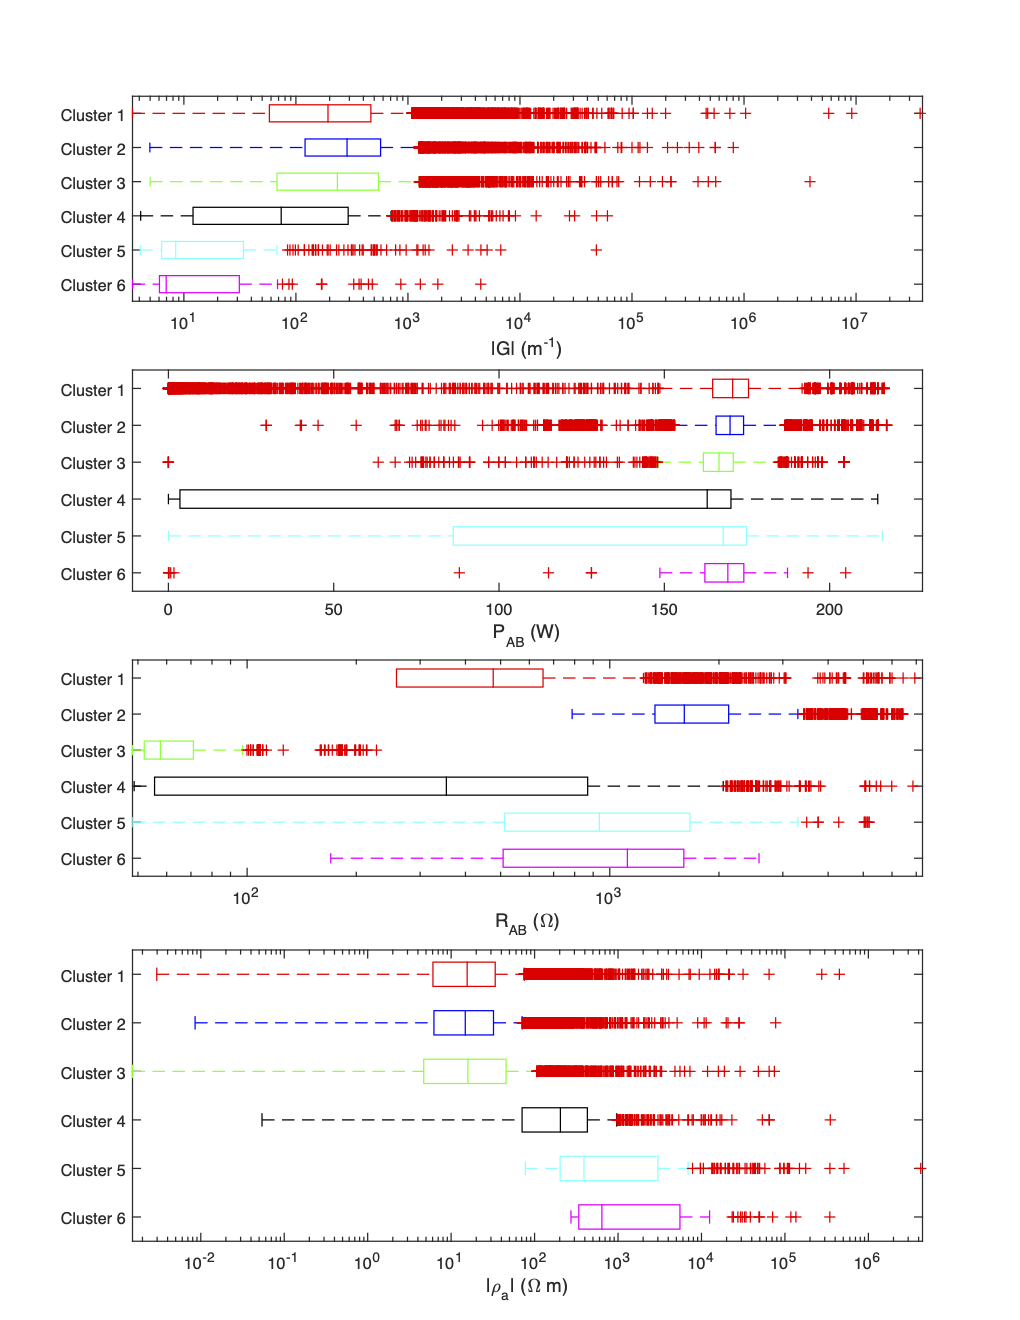 Cluster 1
Cluster 2
Cluster 3
Cluster 4
Cluster 5
Cluster 6
10^1 10^2 10^3 10^4 10^5 10^6 10^7
|G| (m^-1)
Cluster 1
Cluster 2
Cluster 3
Cluster 4
Cluster 5
Cluster 6
0 50 100 150 200
P_AB (W)
Cluster 1
Cluster 2
Cluster 3
Cluster 4
Cluster 5
Cluster 6
10^2 10^3
R_AB (Ω)
Cluster 1
Cluster 2
Cluster 3
Cluster 4
Cluster 5
Cluster 6
10^-2 10^-1 10^0 10^1 10^2 10^3 10^4 10^5 10^6
|ρ_a| (Ω m)